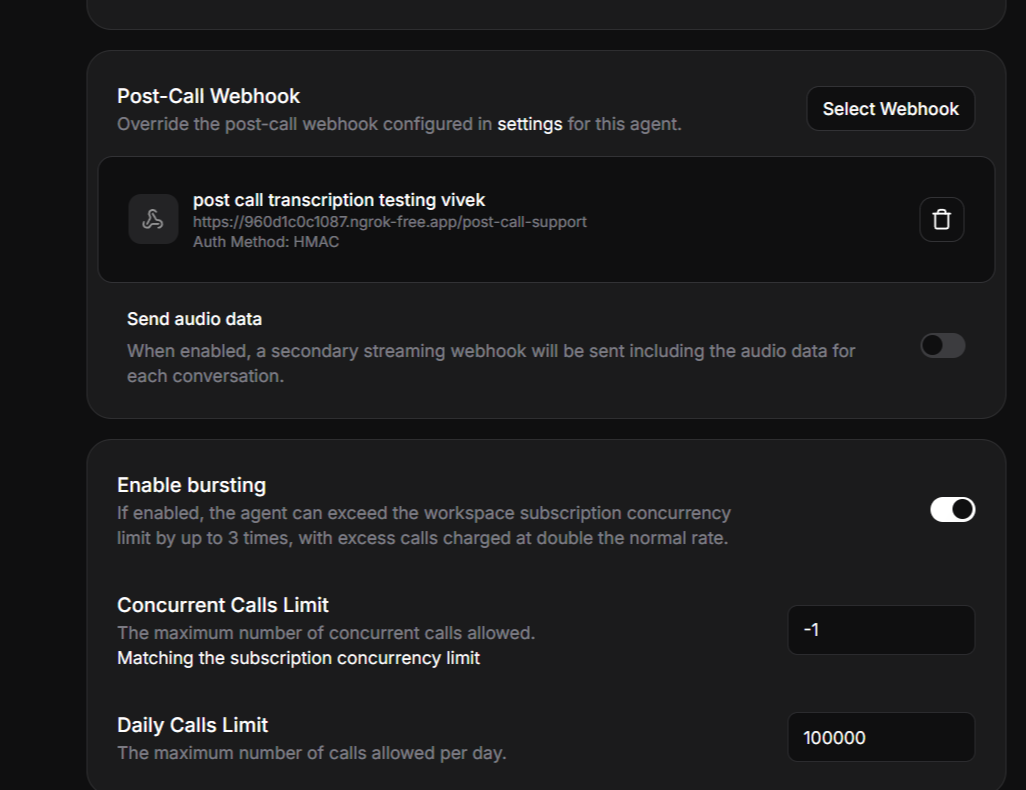 Post-Call Webhook
Override the post-call webhook configured in settings for this agent.
Select Webhook
post call transcription testing vivek
https://960d1c0c1087.ngrok-free.app/post-call-support
Auth Method: HMAC
Send audio data
When enabled, a secondary streaming webhook will be sent including the audio data for
each conversation.
Enable bursting
If enabled, the agent can exceed the workspace subscription concurrency
limit by up to 3 times, with excess calls charged at double the normal rate.
Concurrent Calls Limit
The maximum number of concurrent calls allowed.
Matching the subscription concurrency limit
-1
Daily Calls Limit
The maximum number of calls allowed per day.
100000